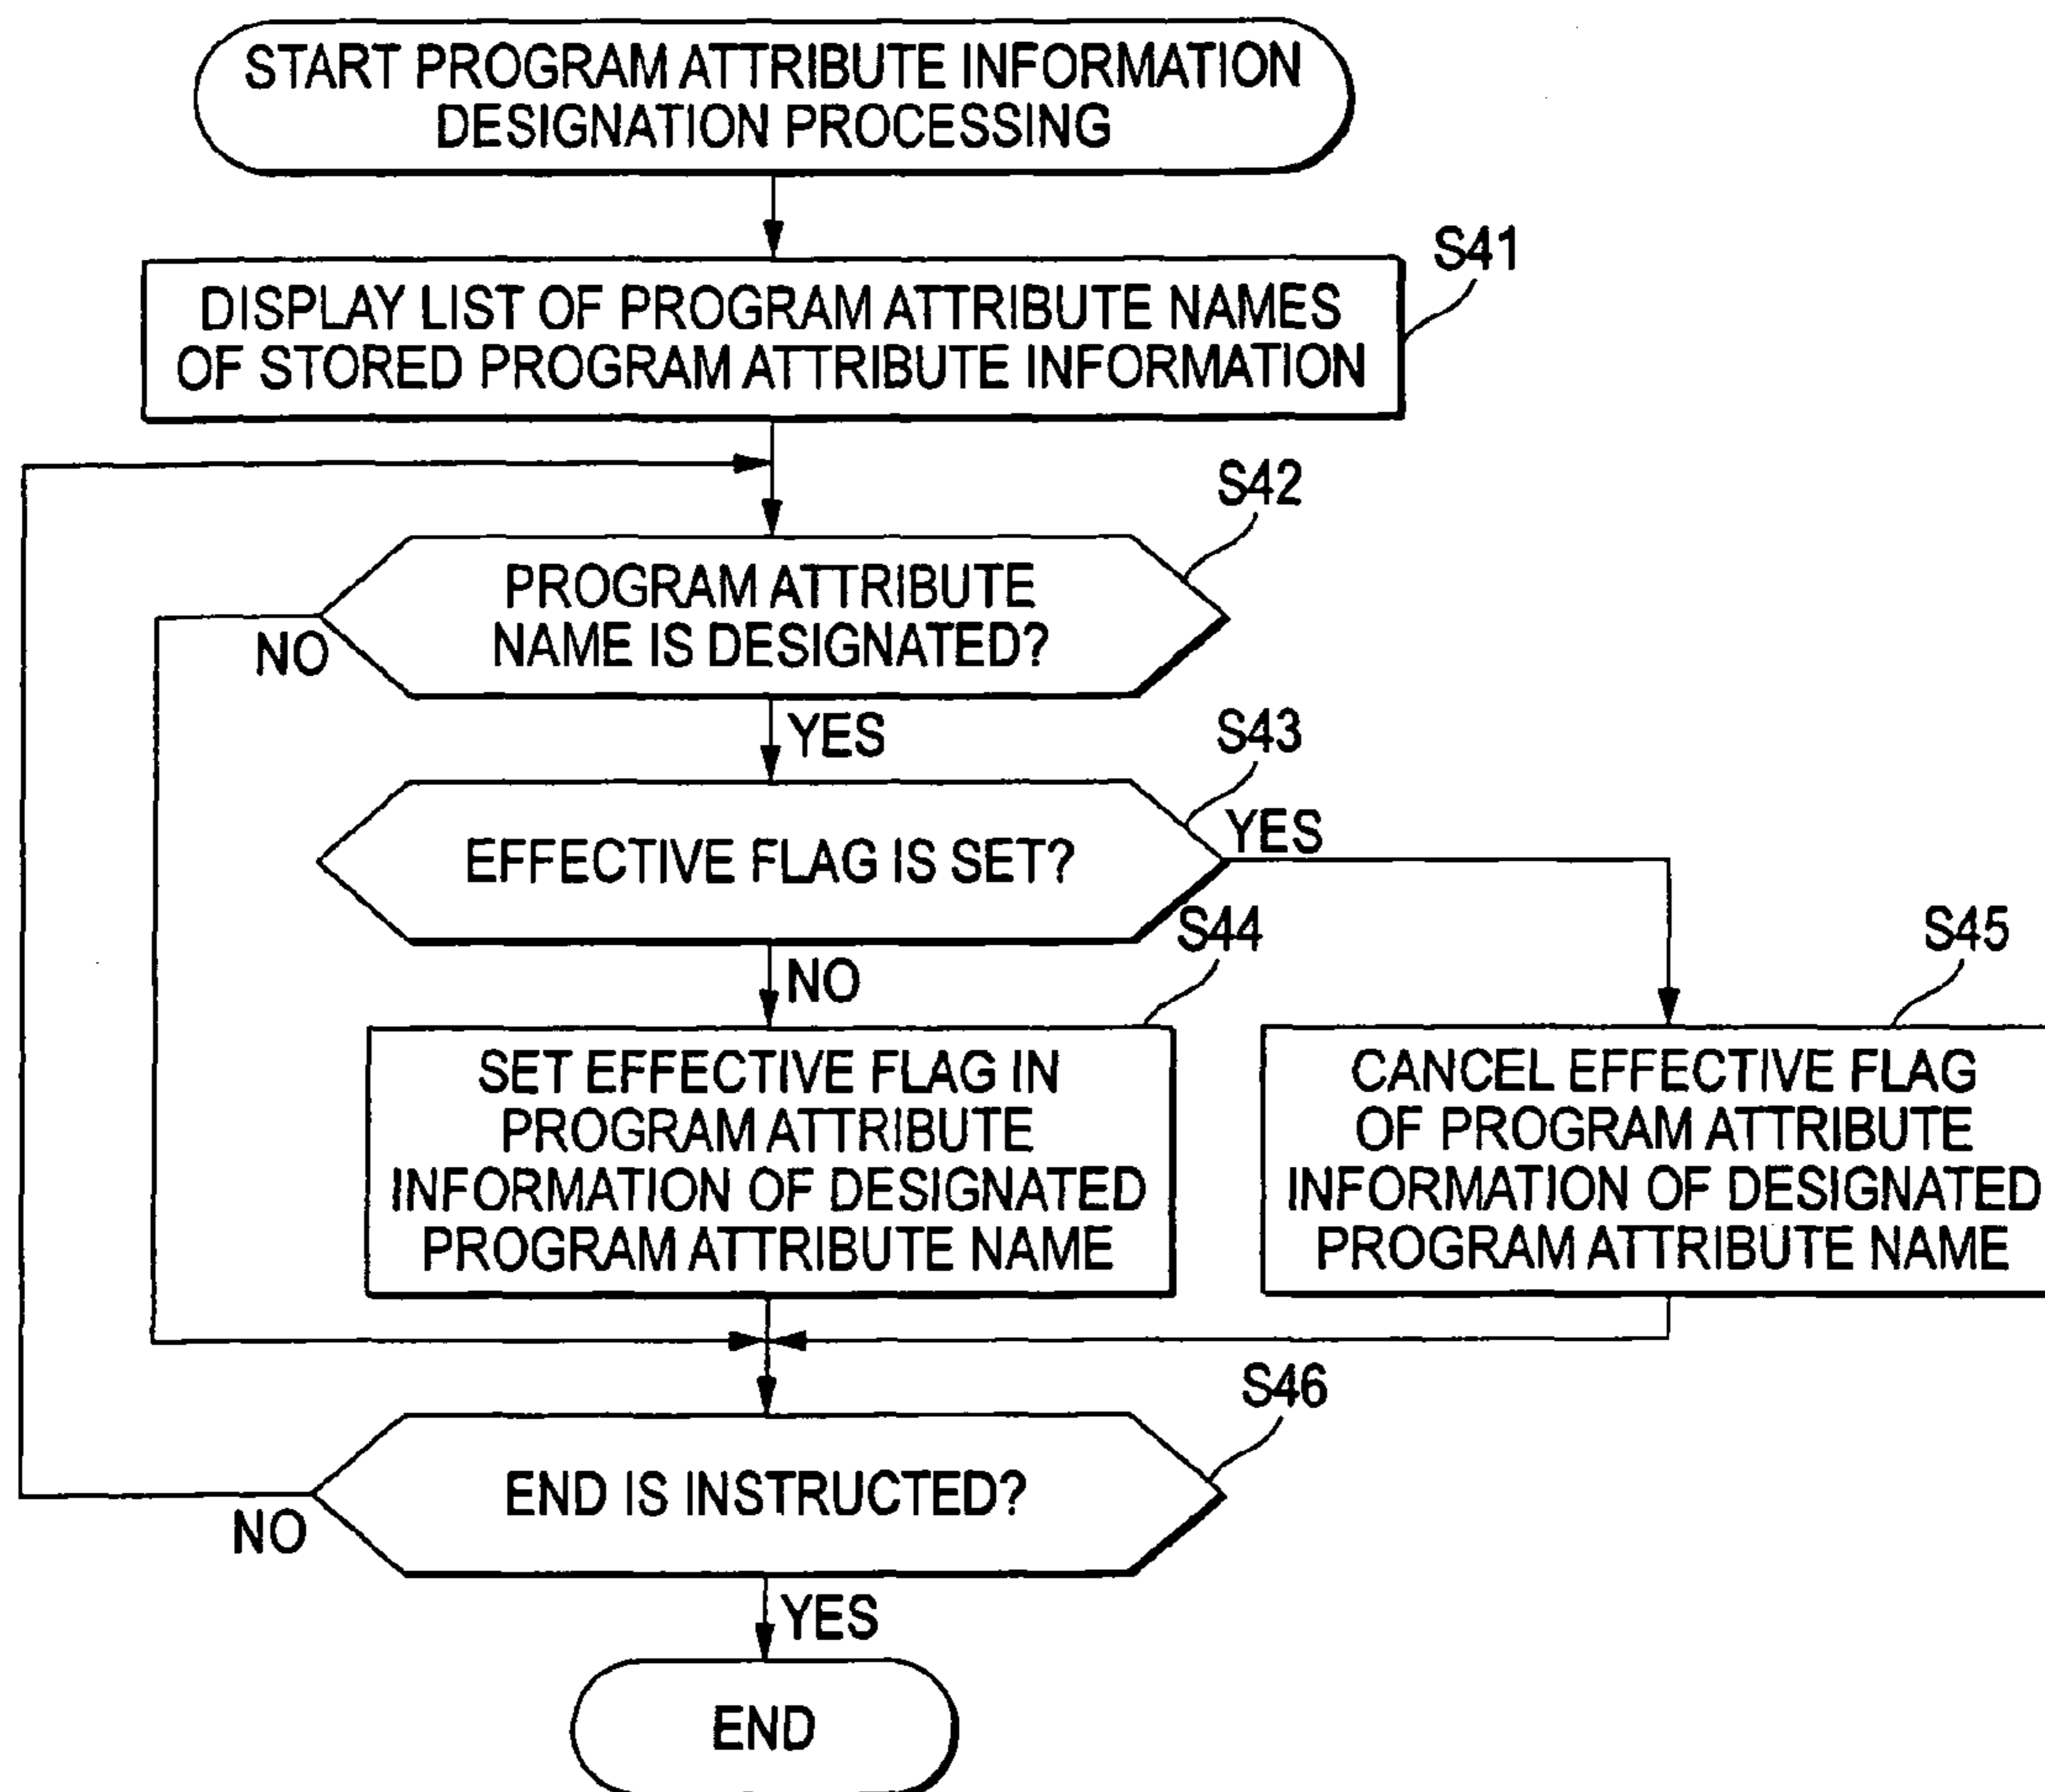 START PROGRAM ATTRIBUTE INFORMATION
DESIGNATION PROCESSING
S41
DISPLAY LIST OF PROGRAM ATTRIBUTE NAMES
OF STORED PROGRAM ATTRIBUTE INFORMATION
S42
PROGRAM ATTRIBUTE
NAME IS DESIGNATED?
NO
YES
S43
EFFECTIVE FLAG IS SET?
YES
NO
S44
SET EFFECTIVE FLAG IN
PROGRAM ATTRIBUTE
INFORMATION OF DESIGNATED
PROGRAM ATTRIBUTE NAME
S45
CANCEL EFFECTIVE FLAG
OF PROGRAM ATTRIBUTE
INFORMATION OF DESIGNATED
PROGRAM ATTRIBUTE NAME
S46
END IS INSTRUCTED?
NO
YES
END